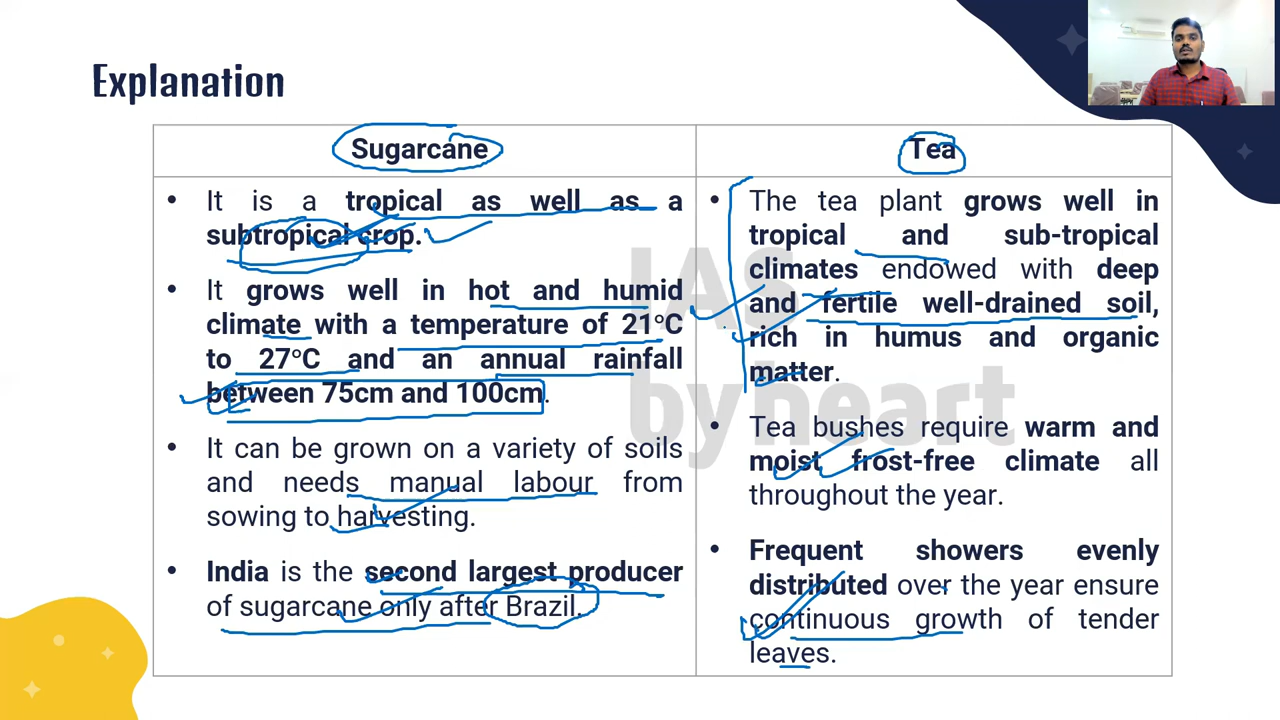 Explanation
Sugarcane
Tea
• It is a tropical as well as a
subtropical crop.
• It grows well in hot and humid
climate with a temperature of 21°C
to 27°C and an annual rainfall
between 75cm and 100cm.
• It can be grown on a variety of soils
and needs manual labour from
sowing to harvesting.
• India is the second largest producer
of sugarcane only after Brazil.
• The tea plant grows well in
tropical and sub-tropical
climates endowed with deep
and fertile well-drained soil,
rich in humus and organic
matter.
• Tea bushes require warm and
moist frost-free climate all
throughout the year.
• Frequent showers evenly
distributed over the year ensure
continuous growth of tender
leaves.
IAS
byheart